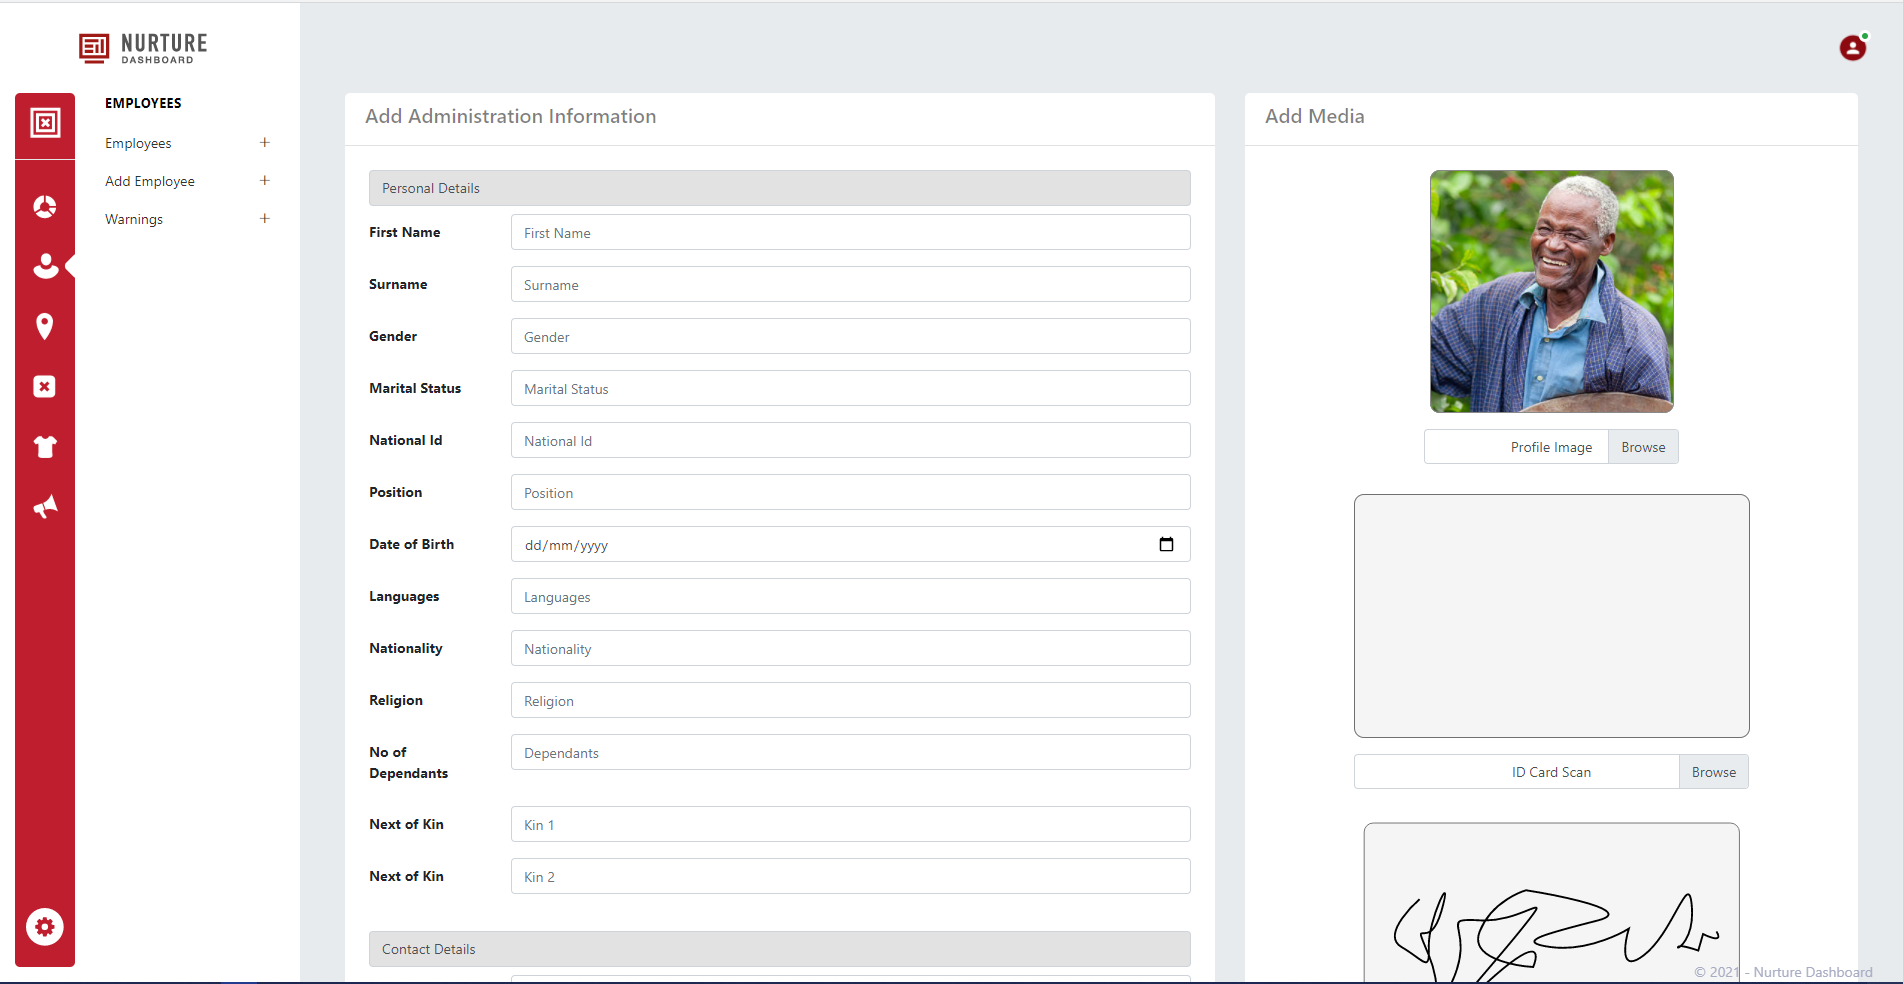 NURTURE
DASHBOARD
EMPLOYEES
Employees
Add Employee
Warnings
Add Administration Information
Personal Details
First Name First Name
Surname Surname
Gender Gender
Marital Status Marital Status
National Id National Id
Position Position
Date of Birth dd/mm/yyyy
Languages Languages
Nationality Nationality
Religion Religion
No of Dependants
Dependants
Next of Kin Kin 1
Next of Kin Kin 2
Contact Details
Add Media
Profile Image Browse
ID Card Scan Browse
© 2021 - Nurture Dashboard